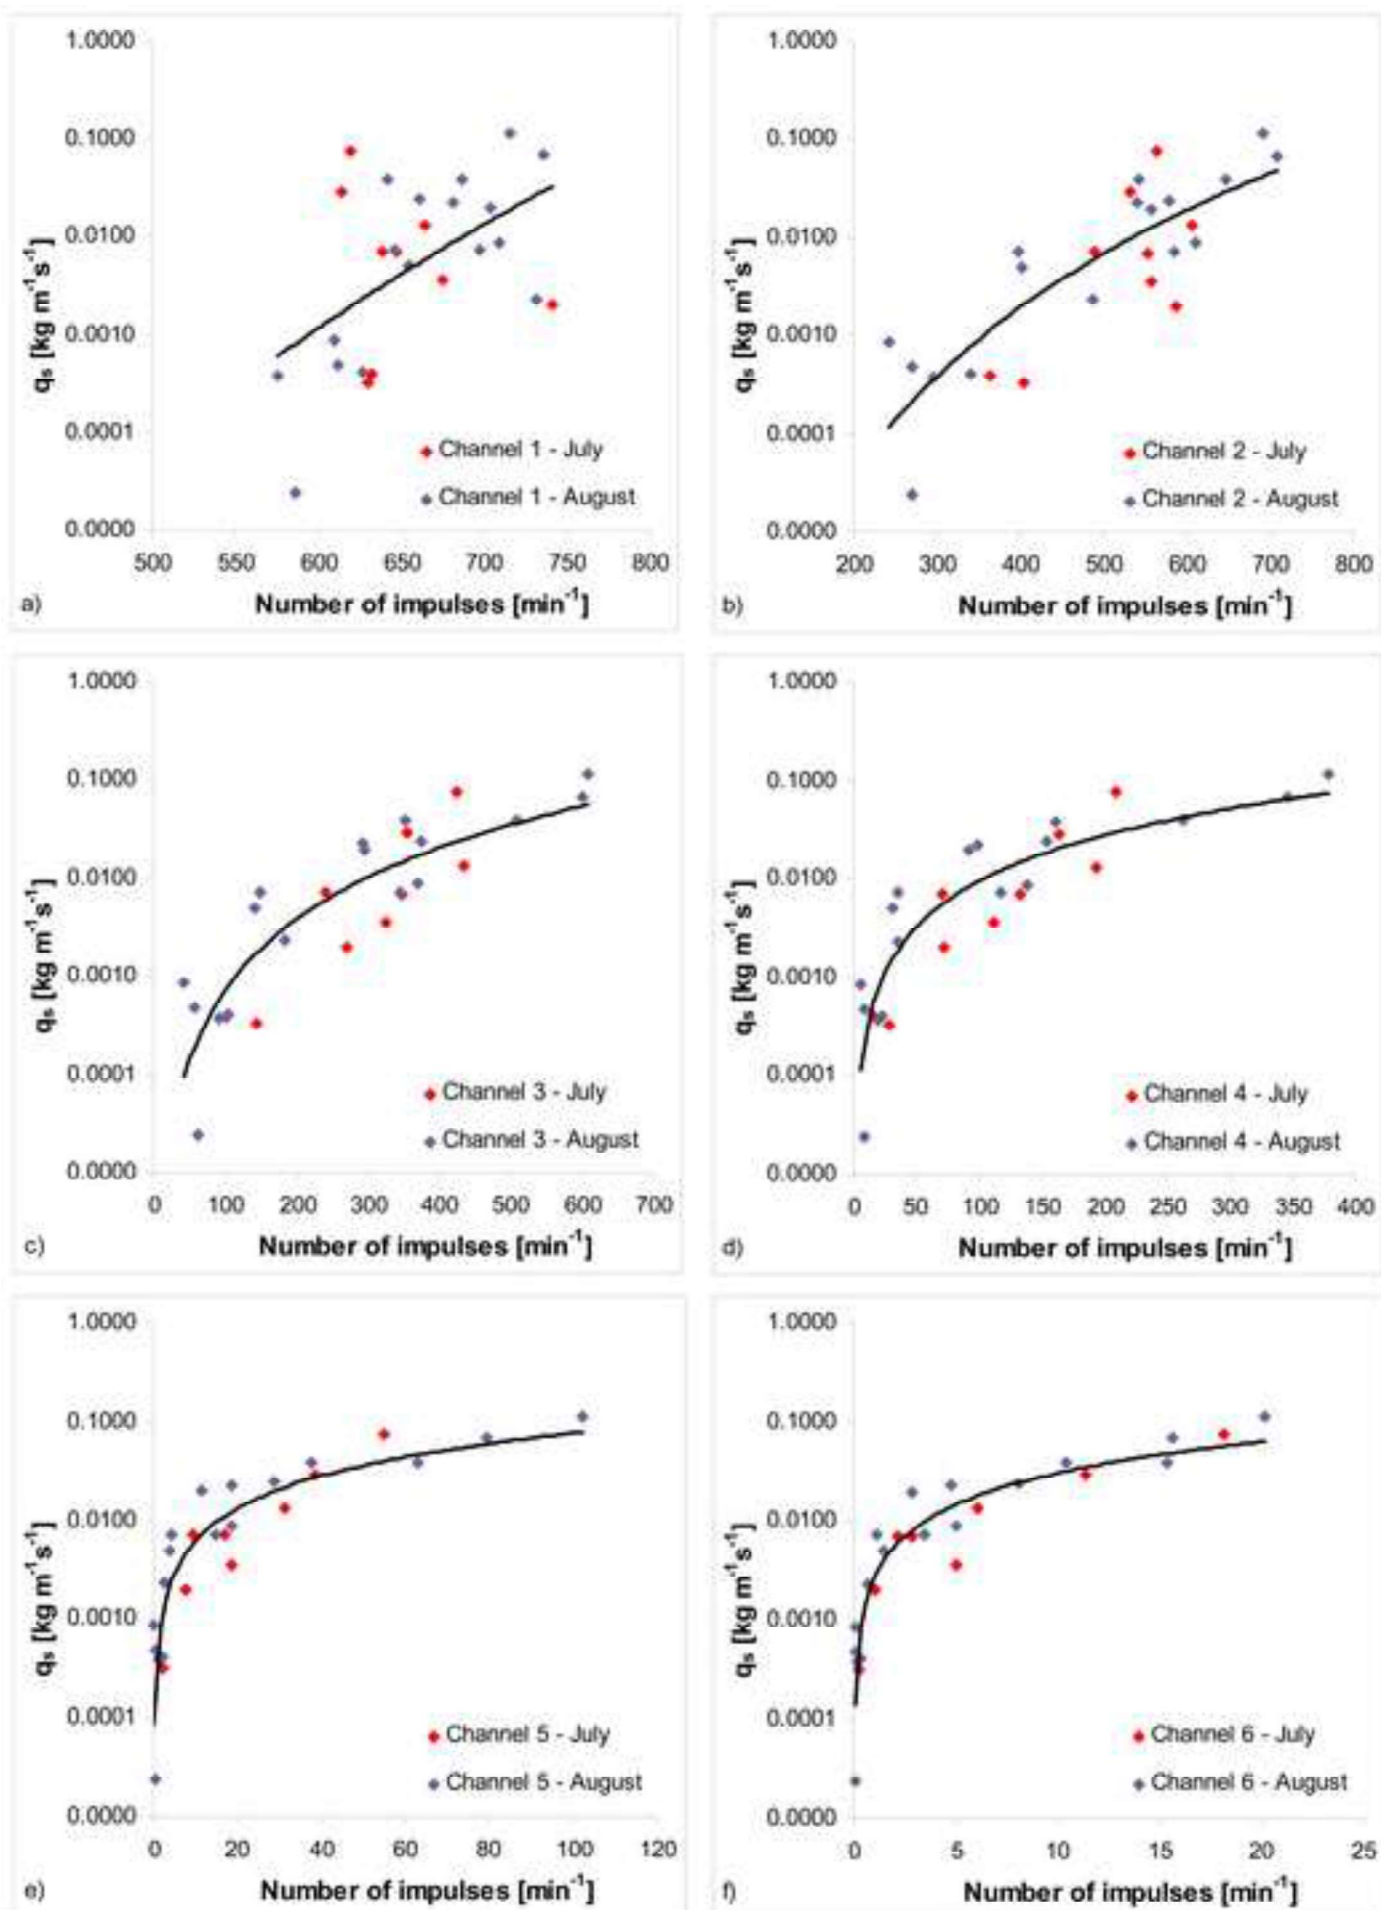 1.0000
0.1000
0.0100
0.0010
0.0001
0.0000
qs [kg m-1s-1]
Channel 1 - July
Channel 1 - August
500 550 600 650 700 750 800
Number of impulses [min-1]
a)
1.0000
0.1000
0.0100
0.0010
0.0001
0.0000
qs [kg m-1s-1]
Channel 2 - July
Channel 2 - August
200 300 400 500 600 700 800
Number of impulses [min-1]
b)
1.0000
0.1000
0.0100
0.0010
0.0001
0.0000
qs [kg m-1s-1]
Channel 3 - July
Channel 3 - August
0 100 200 300 400 500 600 700
Number of impulses [min-1]
c)
1.0000
0.1000
0.0100
0.0010
0.0001
0.0000
qs [kg m-1s-1]
Channel 4 - July
Channel 4 - August
0 50 100 150 200 250 300 350 400
Number of impulses [min-1]
d)
1.0000
0.1000
0.0100
0.0010
0.0001
0.0000
qs [kg m-1s-1]
Channel 5 - July
Channel 5 - August
0 20 40 60 80 100 120
Number of impulses [min-1]
e)
1.0000
0.1000
0.0100
0.0010
0.0001
0.0000
qs [kg m-1s-1]
Channel 6 - July
Channel 6 - August
0 5 10 15 20 25
Number of impulses [min-1]
f)